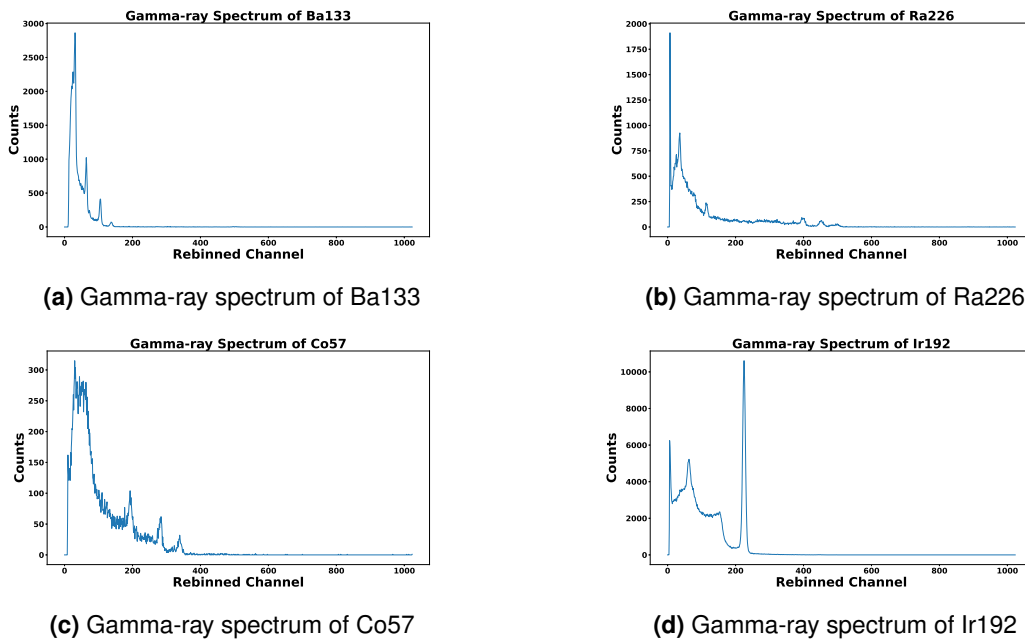 Gamma-ray Spectrum of Ba133
3000
2500
2000
1500
1000
500
0
Counts
0 200 400 600 800 1000
Rebinned Channel
(a) Gamma-ray spectrum of Ba133
Gamma-ray Spectrum of Ra226
2000
1750
1500
1250
1000
750
500
250
0
Counts
0 200 400 600 800 1000
Rebinned Channel
(b) Gamma-ray spectrum of Ra226
Gamma-ray Spectrum of Co57
300
250
200
150
100
50
0
Counts
0 200 400 600 800 1000
Rebinned Channel
(c) Gamma-ray spectrum of Co57
Gamma-ray Spectrum of Ir192
10000
8000
6000
4000
2000
0
Counts
0 200 400 600 800 1000
Rebinned Channel
(d) Gamma-ray spectrum of Ir192